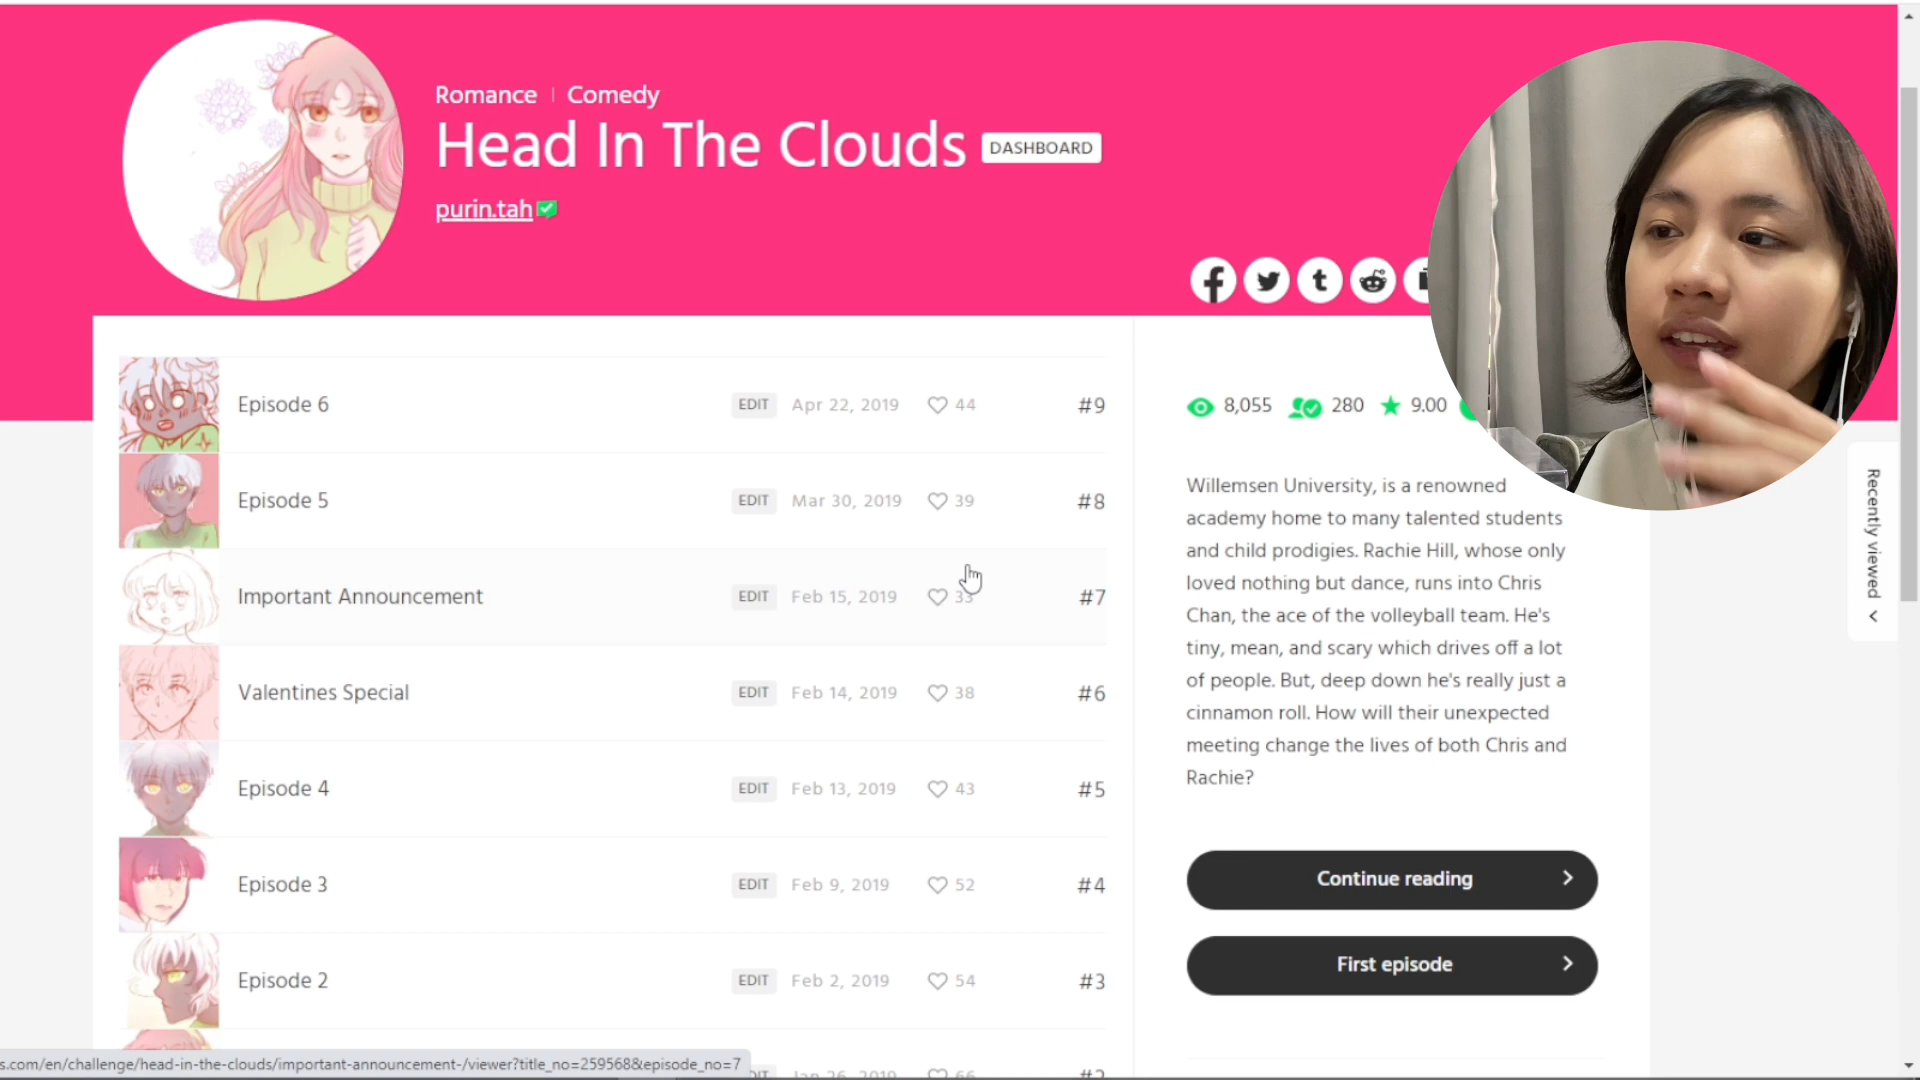 Romance | Comedy
Head In The Clouds DASHBOARD
purin.tah
Episode 6 EDIT Apr 22, 2019 44 #9
Episode 5 EDIT Mar 30, 2019 39 #8
Important Announcement EDIT Feb 15, 2019 33 #7
Valentines Special EDIT Feb 14, 2019 38 #6
Episode 4 EDIT Feb 13, 2019 43 #5
Episode 3 EDIT Feb 9, 2019 52 #4
Episode 2 EDIT Feb 2, 2019 54 #3
Jan 26, 2019 66 #2
8,055 280 9.00
Willemsen University, is a renowned
academy home to many talented students
and child prodigies. Rachie Hill, whose only
loved nothing but dance, runs into Chris
Chan, the ace of the volleyball team. He's
tiny, mean, and scary which drives off a lot
of people. But, deep down he's really just a
cinnamon roll. How will their unexpected
meeting change the lives of both Chris and
Rachie?
Continue reading
First episode
Recently viewed
s.com/en/challenge/head-in-the-clouds/important-announcement-/viewer?title_no=259568&episode_no=7